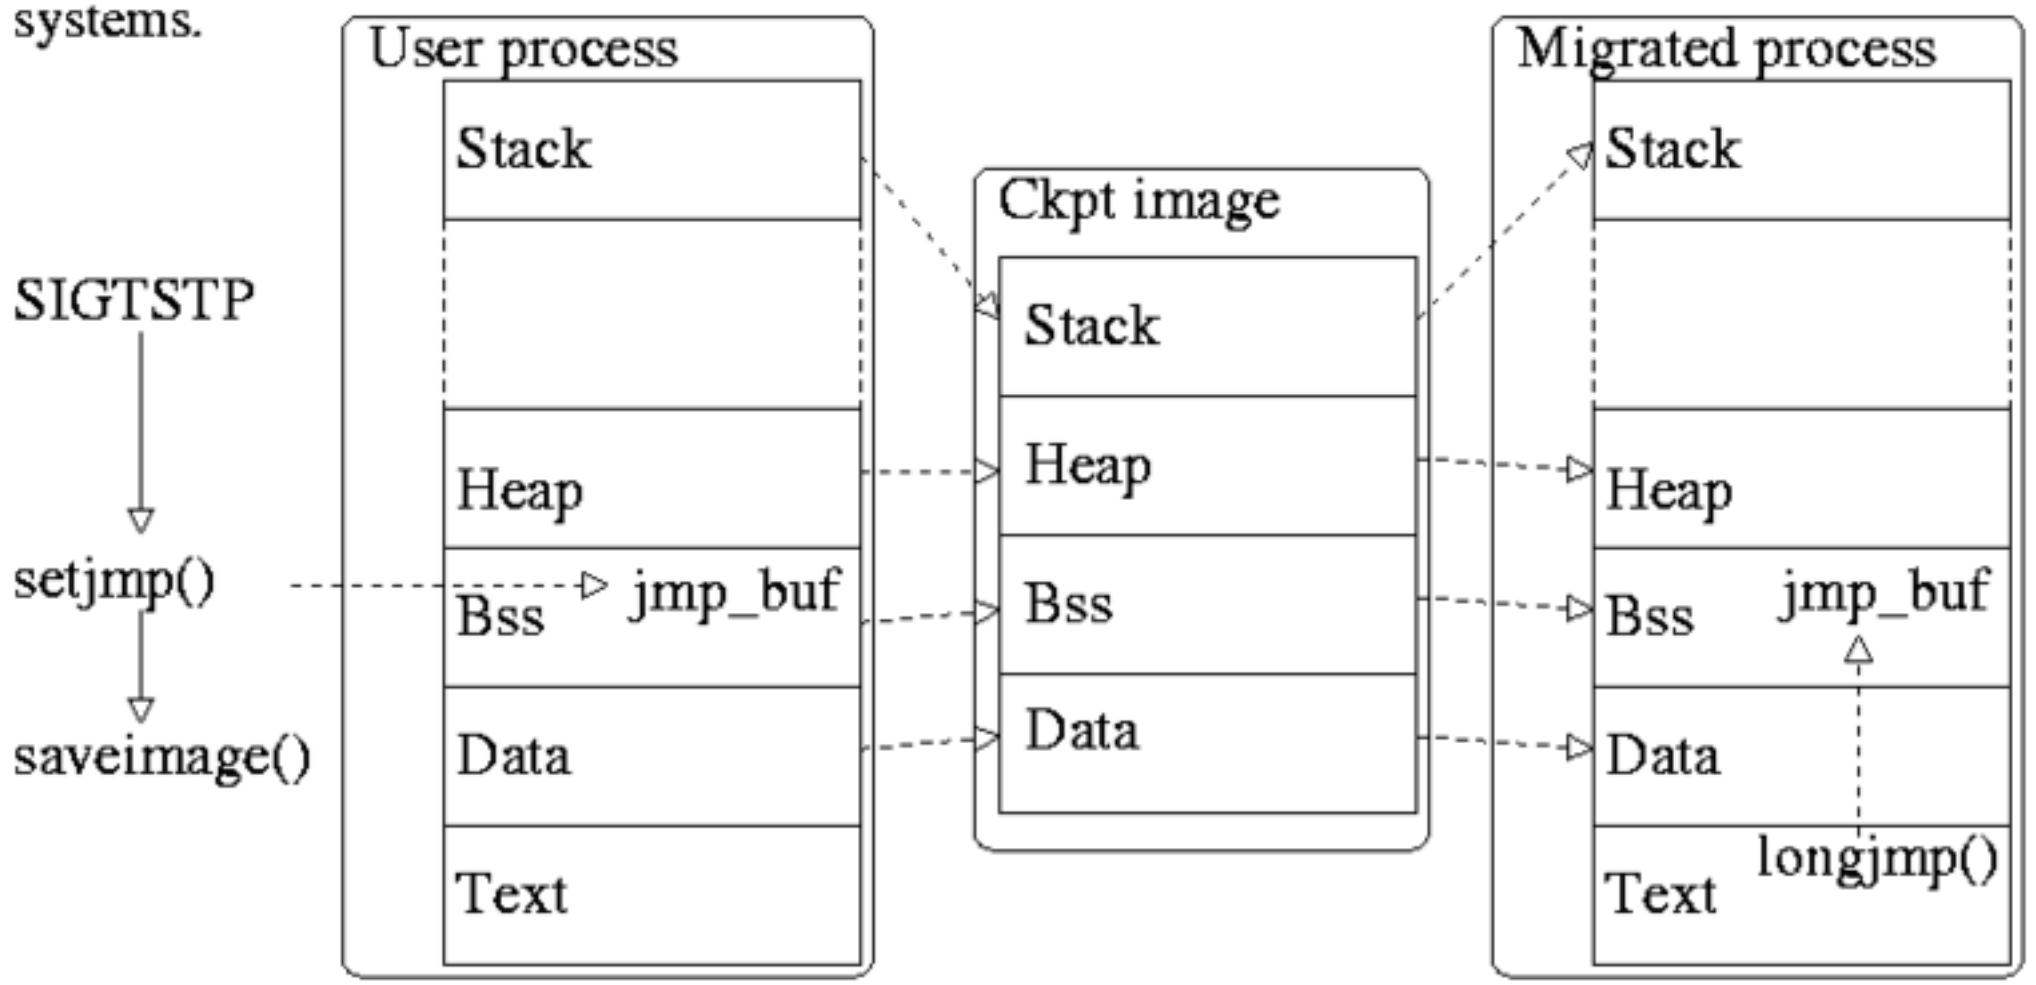 systems.
User process
Stack
Heap
Bss
jmp_buf
Data
Text
SIGTSTP
setjmp()
saveimage()
Ckpt image
Stack
Heap
Bss
Data
Migrated process
Stack
Heap
Bss
jmp_buf
Data
longjmp()
Text